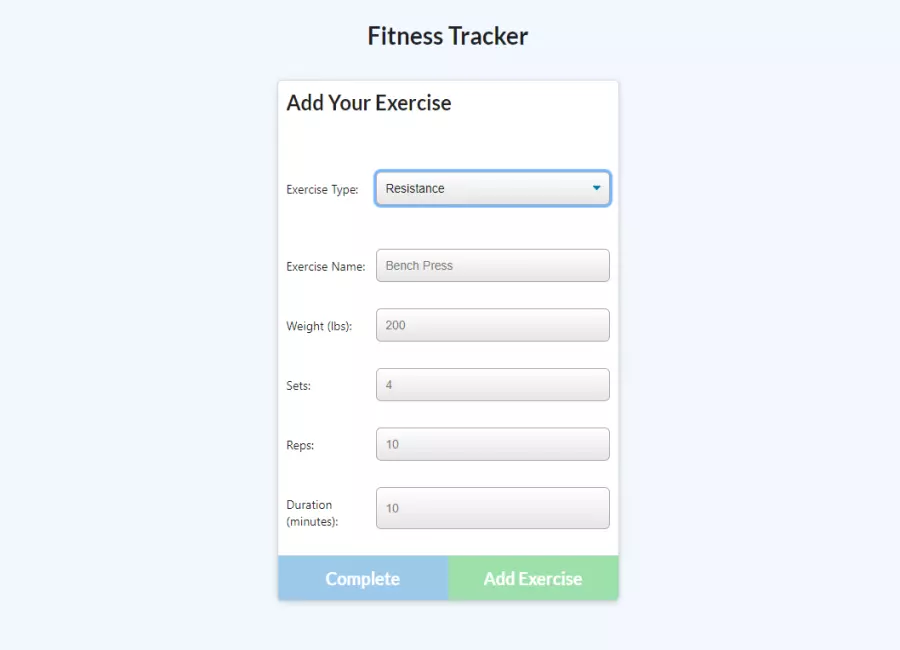 Fitness Tracker
Add Your Exercise
Exercise Type: Resistance
Exercise Name: Bench Press
Weight (lbs): 200
Sets: 4
Reps: 10
Duration
(minutes): 10
Complete Add Exercise